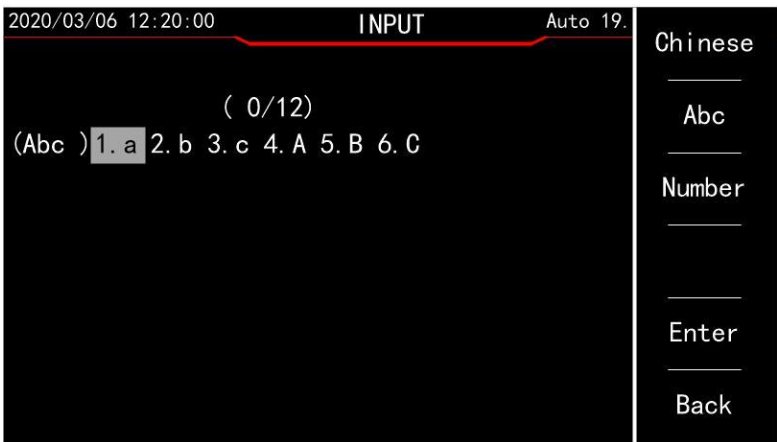 2020/03/06 12:20:00 INPUT Auto 19.
( 0/12)
(Abc )1. a 2. b 3. c 4. A 5. B 6. C
Chinese
Abc
Number
Enter
Back